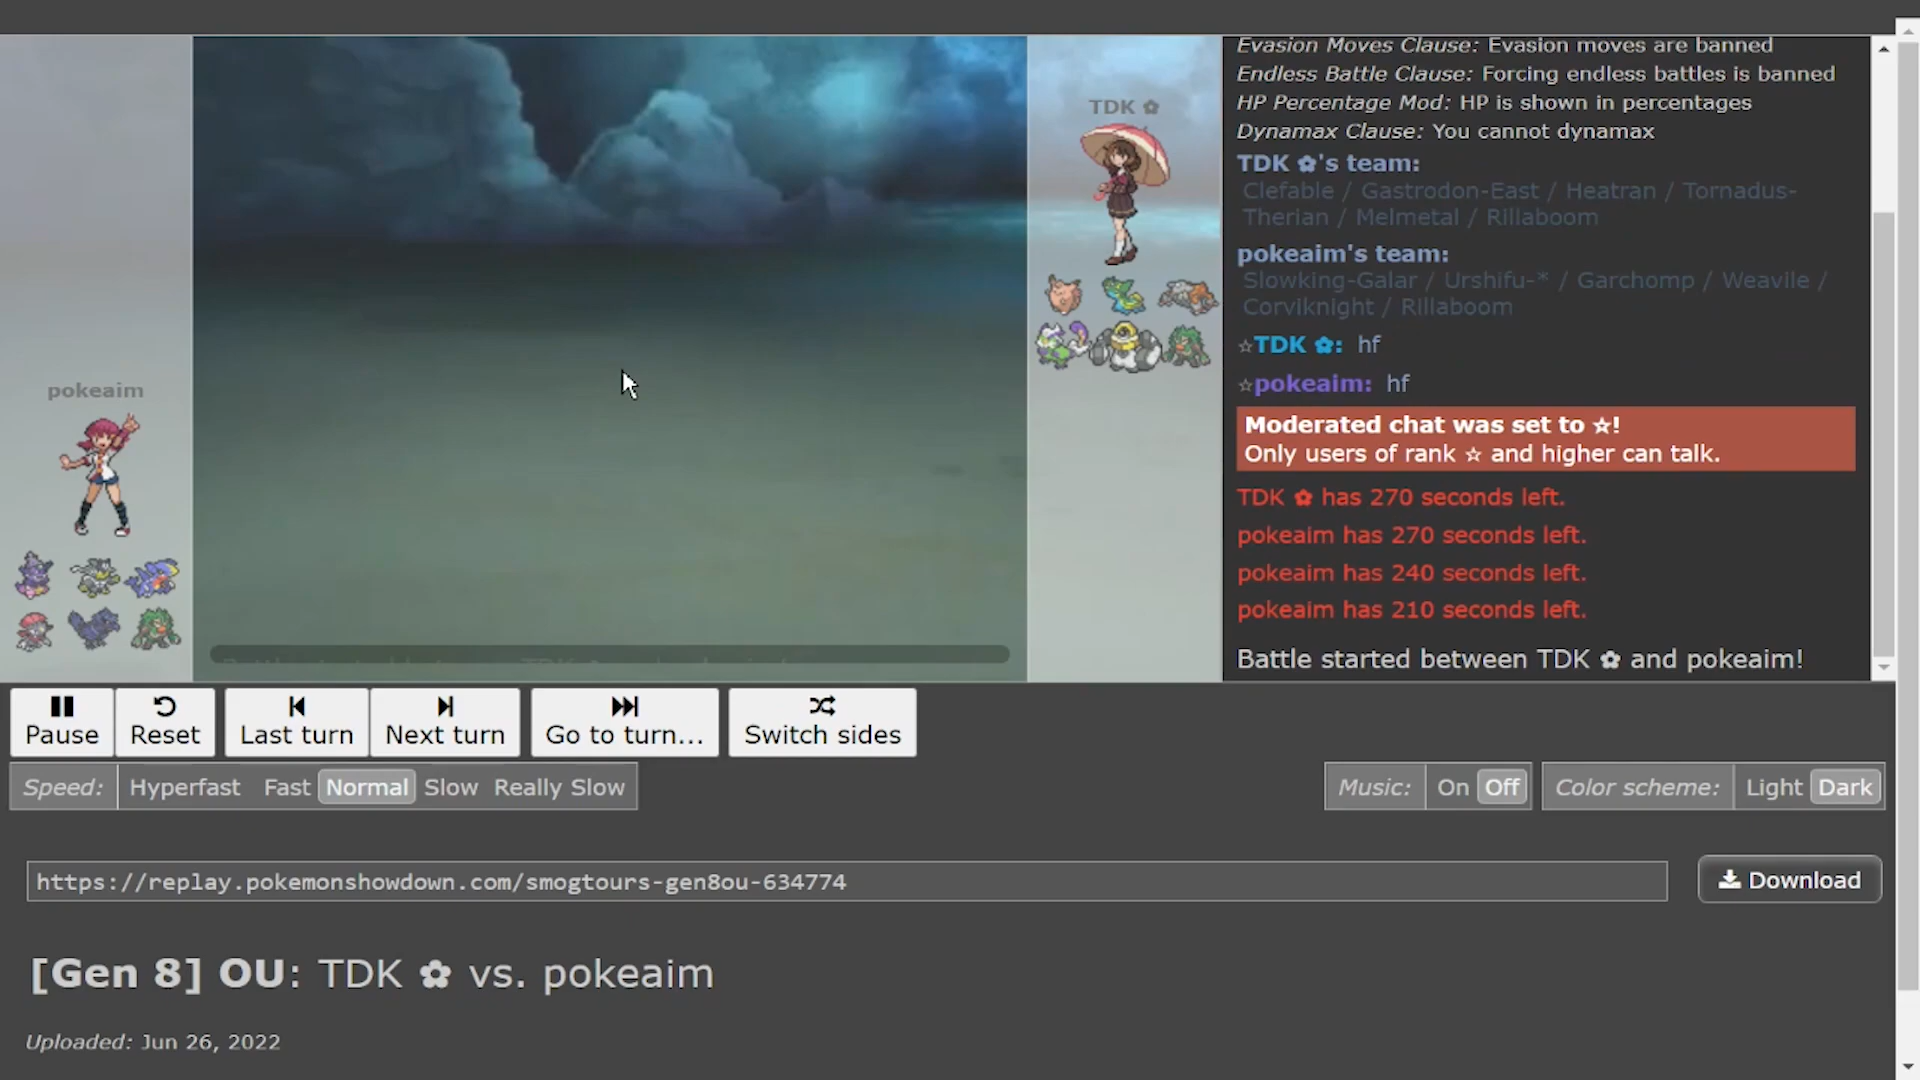 Evasion Moves Clause: Evasion moves are banned
Endless Battle Clause: Forcing endless battles is banned
HP Percentage Mod: HP is shown in percentages
Dynamax Clause: You cannot dynamax
TDK ✿'s team:
Clefable / Gastrodon-East / Heatran / Tornadus-
Therian / Melmetal / Rillaboom
pokeaim's team:
Slowking-Galar / Urshifu-* / Garchomp / Weavile /
Corviknight / Rillaboom
☆TDK ✿: hf
☆pokeaim: hf
Moderated chat was set to ☆!
Only users of rank ☆ and higher can talk.
TDK ✿ has 270 seconds left.
pokeaim has 270 seconds left.
pokeaim has 240 seconds left.
pokeaim has 210 seconds left.
Battle started between TDK ✿ and pokeaim!
TDK ✿
pokeaim
Pause Reset Last turn Next turn Go to turn... Switch sides
Speed: Hyperfast Fast Normal Slow Really Slow Music: On Off Color scheme: Light Dark
https://replay.pokemonshowdown.com/smogtours-gen8ou-634774 Download
[Gen 8] OU: TDK ✿ vs. pokeaim
Uploaded: Jun 26, 2022